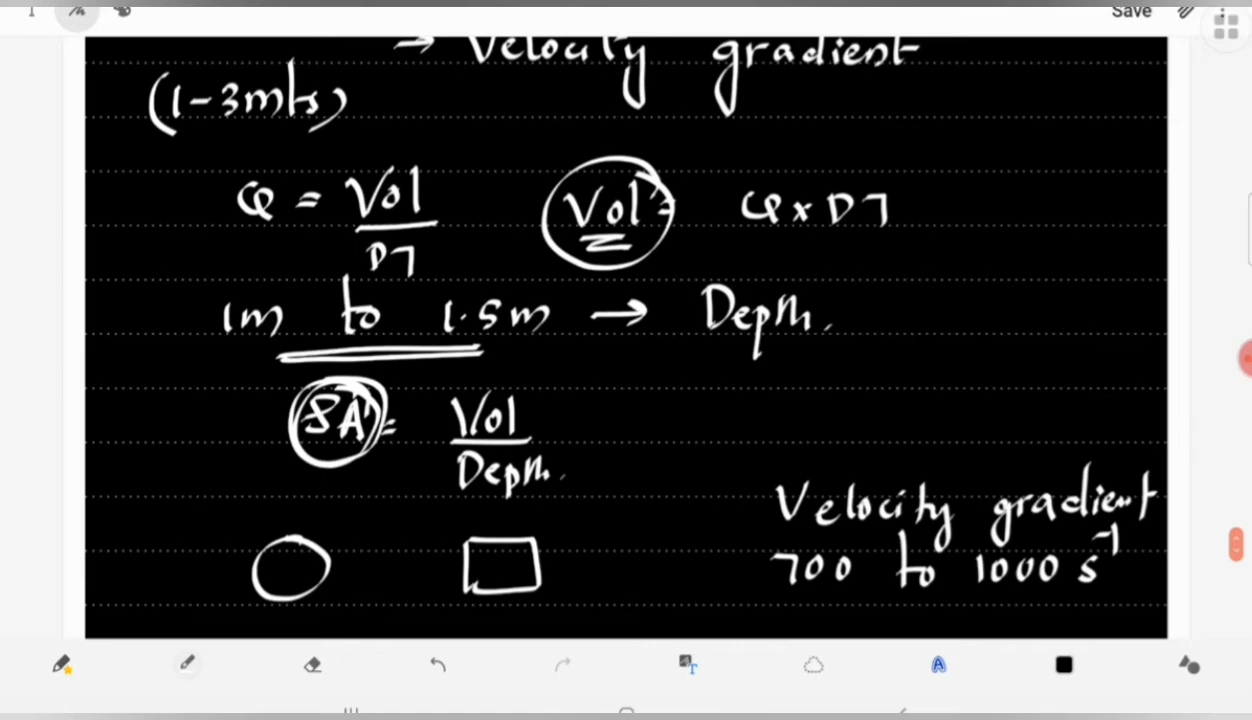 Save
→ Velocity gradient
(1-3m/s)
Q = Vol / DT
Vol = Q x DT
1m to 1.5m → Depth.
SA = Vol / Depth.
Velocity gradient
700 to 1000 s⁻¹